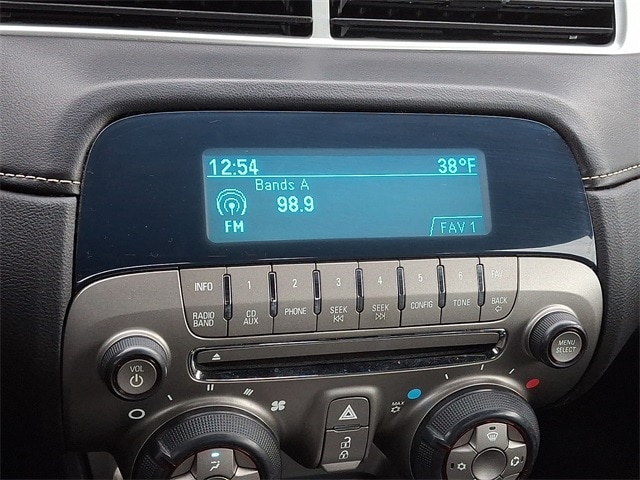 12:54 38°F
Bands A
98.9
FM FAV 1
INFO 1 2 3 4 5 6 FAV
RADIO BAND CD AUX PHONE SEEK SEEK CONFIG TONE BACK
VOL
MENU SELECT
MAX